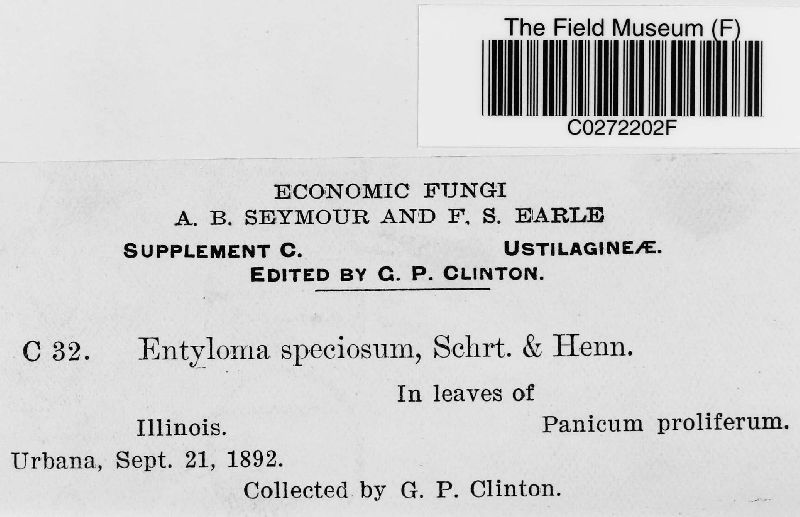 The Field Museum (F)
C0272202F
ECONOMIC FUNGI
A. B. SEYMOUR AND F. S. EARLE
SUPPLEMENT C. USTILAGINEÆ.
EDITED BY G. P. CLINTON.
C 32. Entyloma speciosum, Schrt. & Henn.
In leaves of
Illinois. Panicum proliferum.
Urbana, Sept. 21, 1892.
Collected by G. P. Clinton.